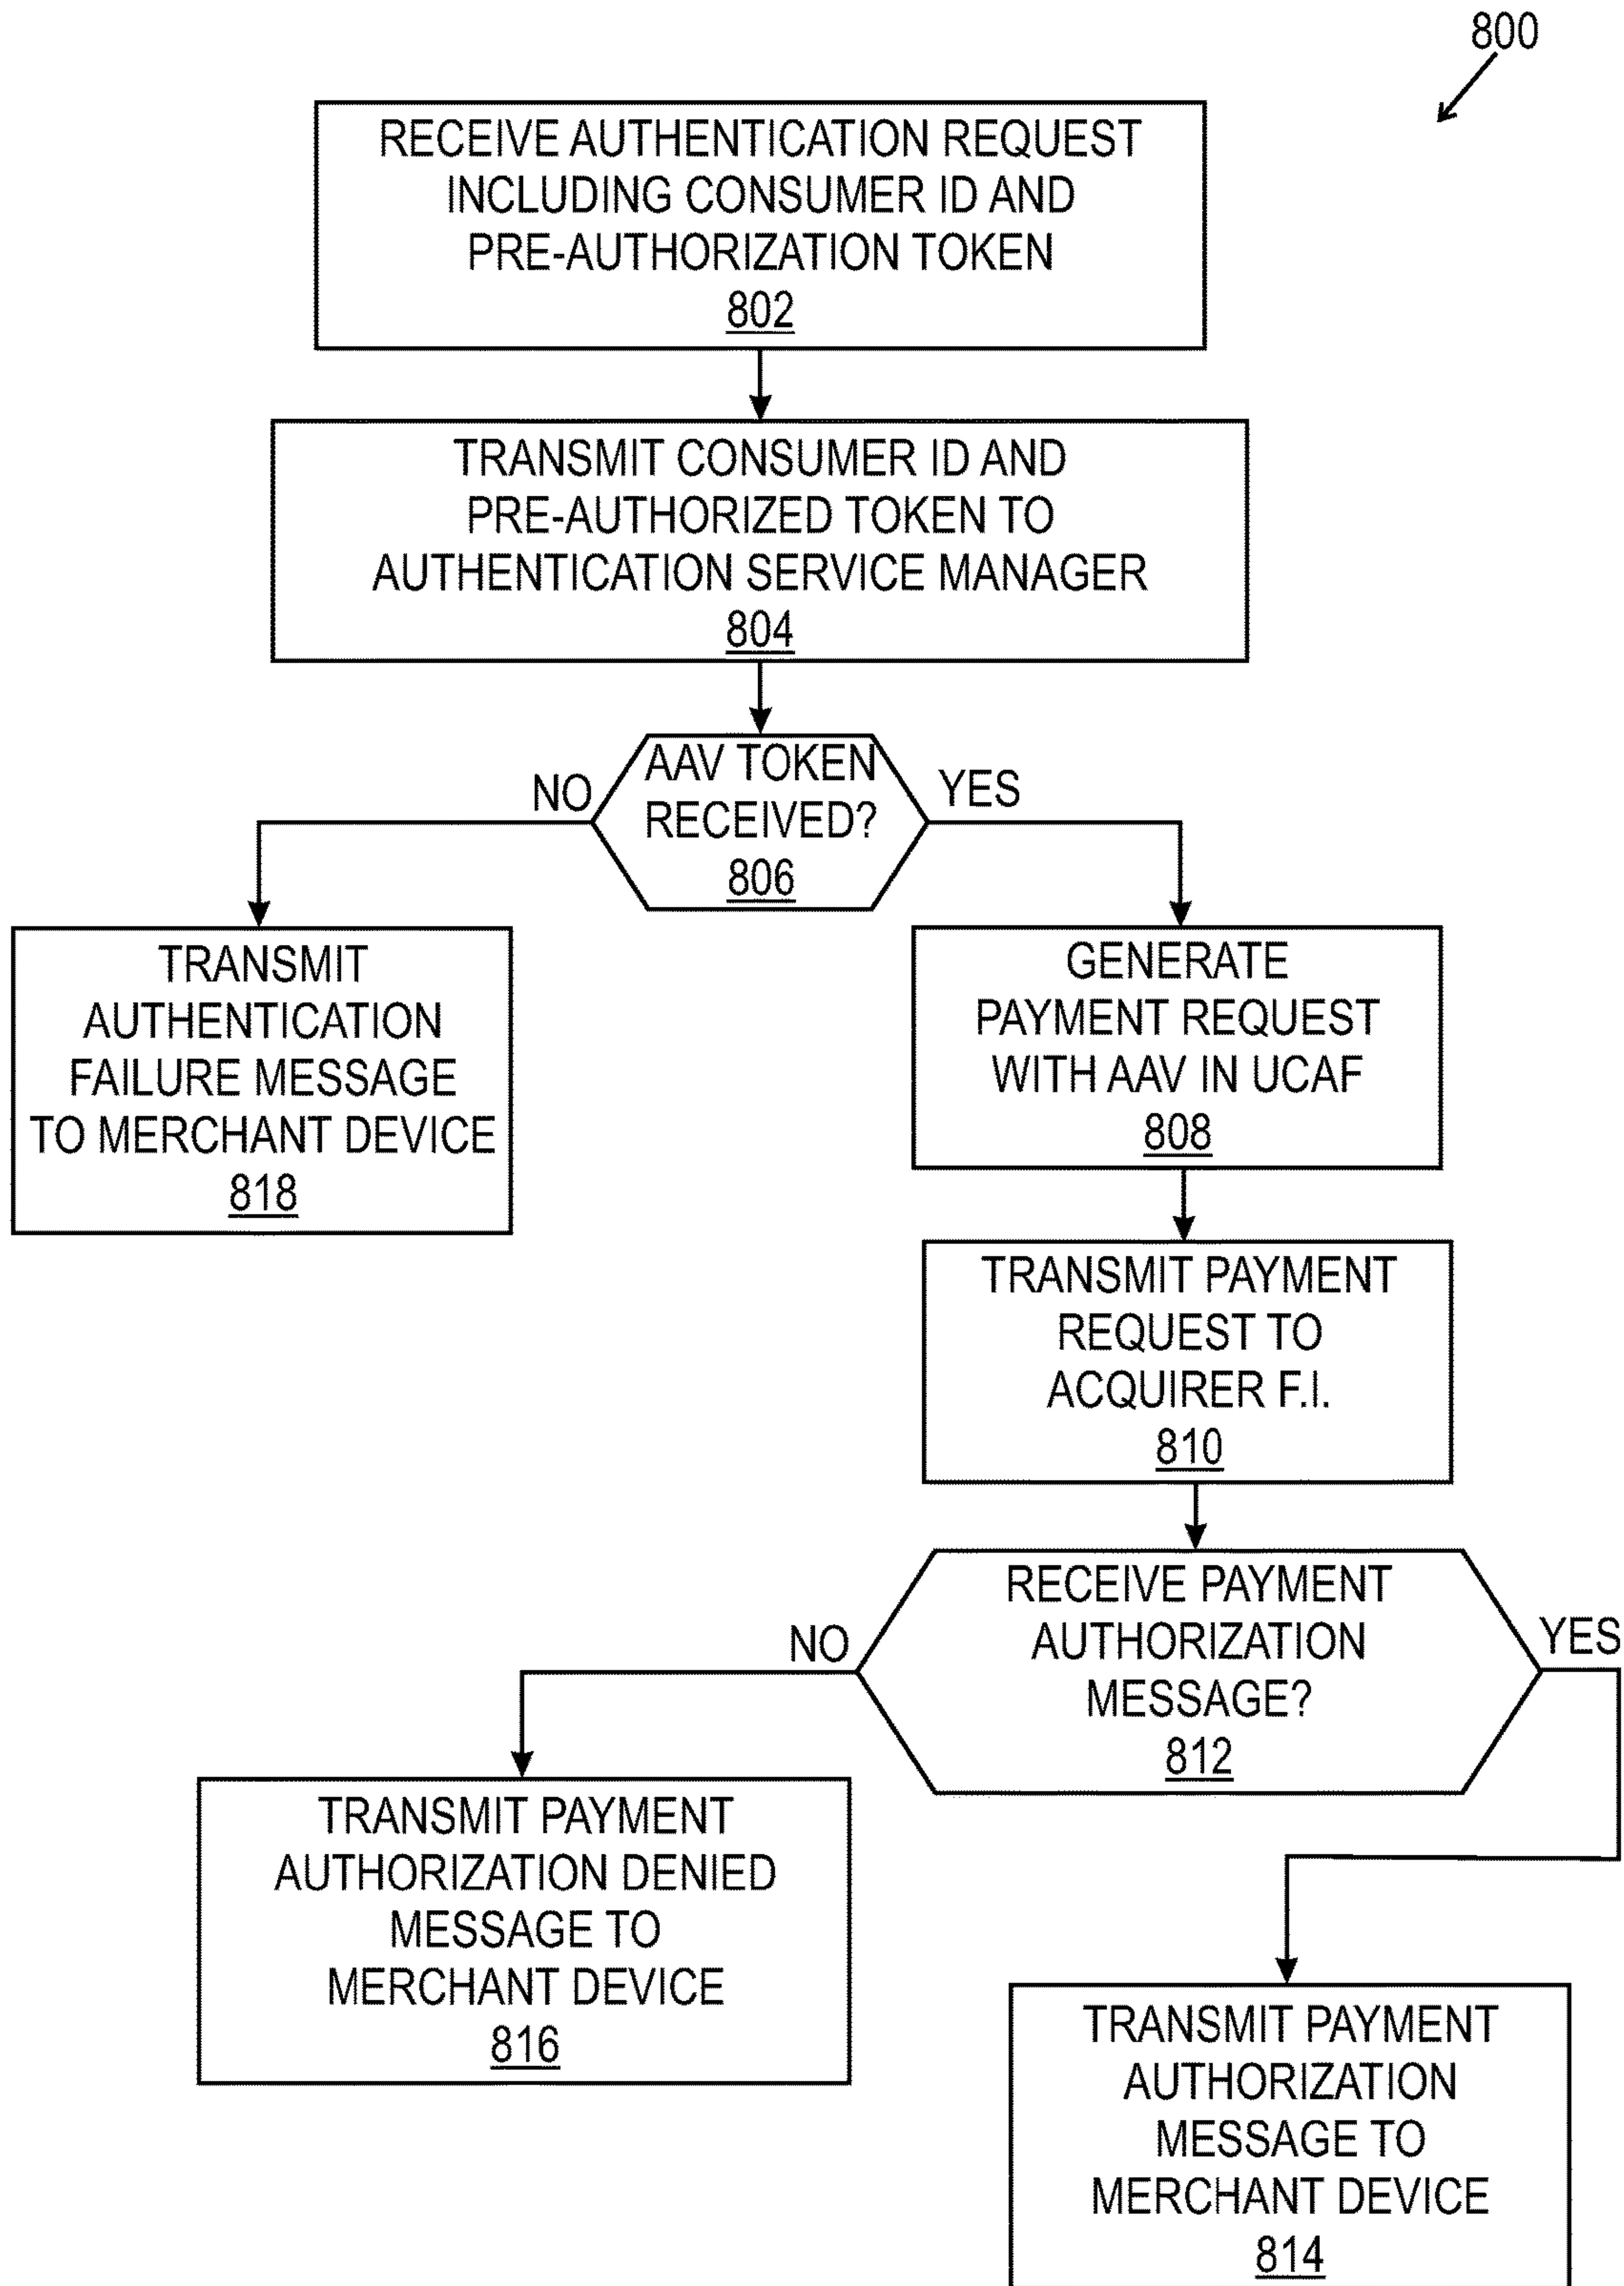 800
RECEIVE AUTHENTICATION REQUEST
INCLUDING CONSUMER ID AND
PRE-AUTHORIZATION TOKEN
802
TRANSMIT CONSUMER ID AND
PRE-AUTHORIZED TOKEN TO
AUTHENTICATION SERVICE MANAGER
804
AAV TOKEN
RECEIVED?
806
NO
YES
TRANSMIT
AUTHENTICATION
FAILURE MESSAGE
TO MERCHANT DEVICE
818
GENERATE
PAYMENT REQUEST
WITH AAV IN UCAF
808
TRANSMIT PAYMENT
REQUEST TO
ACQUIRER F.I.
810
RECEIVE PAYMENT
AUTHORIZATION
MESSAGE?
812
NO
YES
TRANSMIT PAYMENT
AUTHORIZATION DENIED
MESSAGE TO
MERCHANT DEVICE
816
TRANSMIT PAYMENT
AUTHORIZATION
MESSAGE TO
MERCHANT DEVICE
814